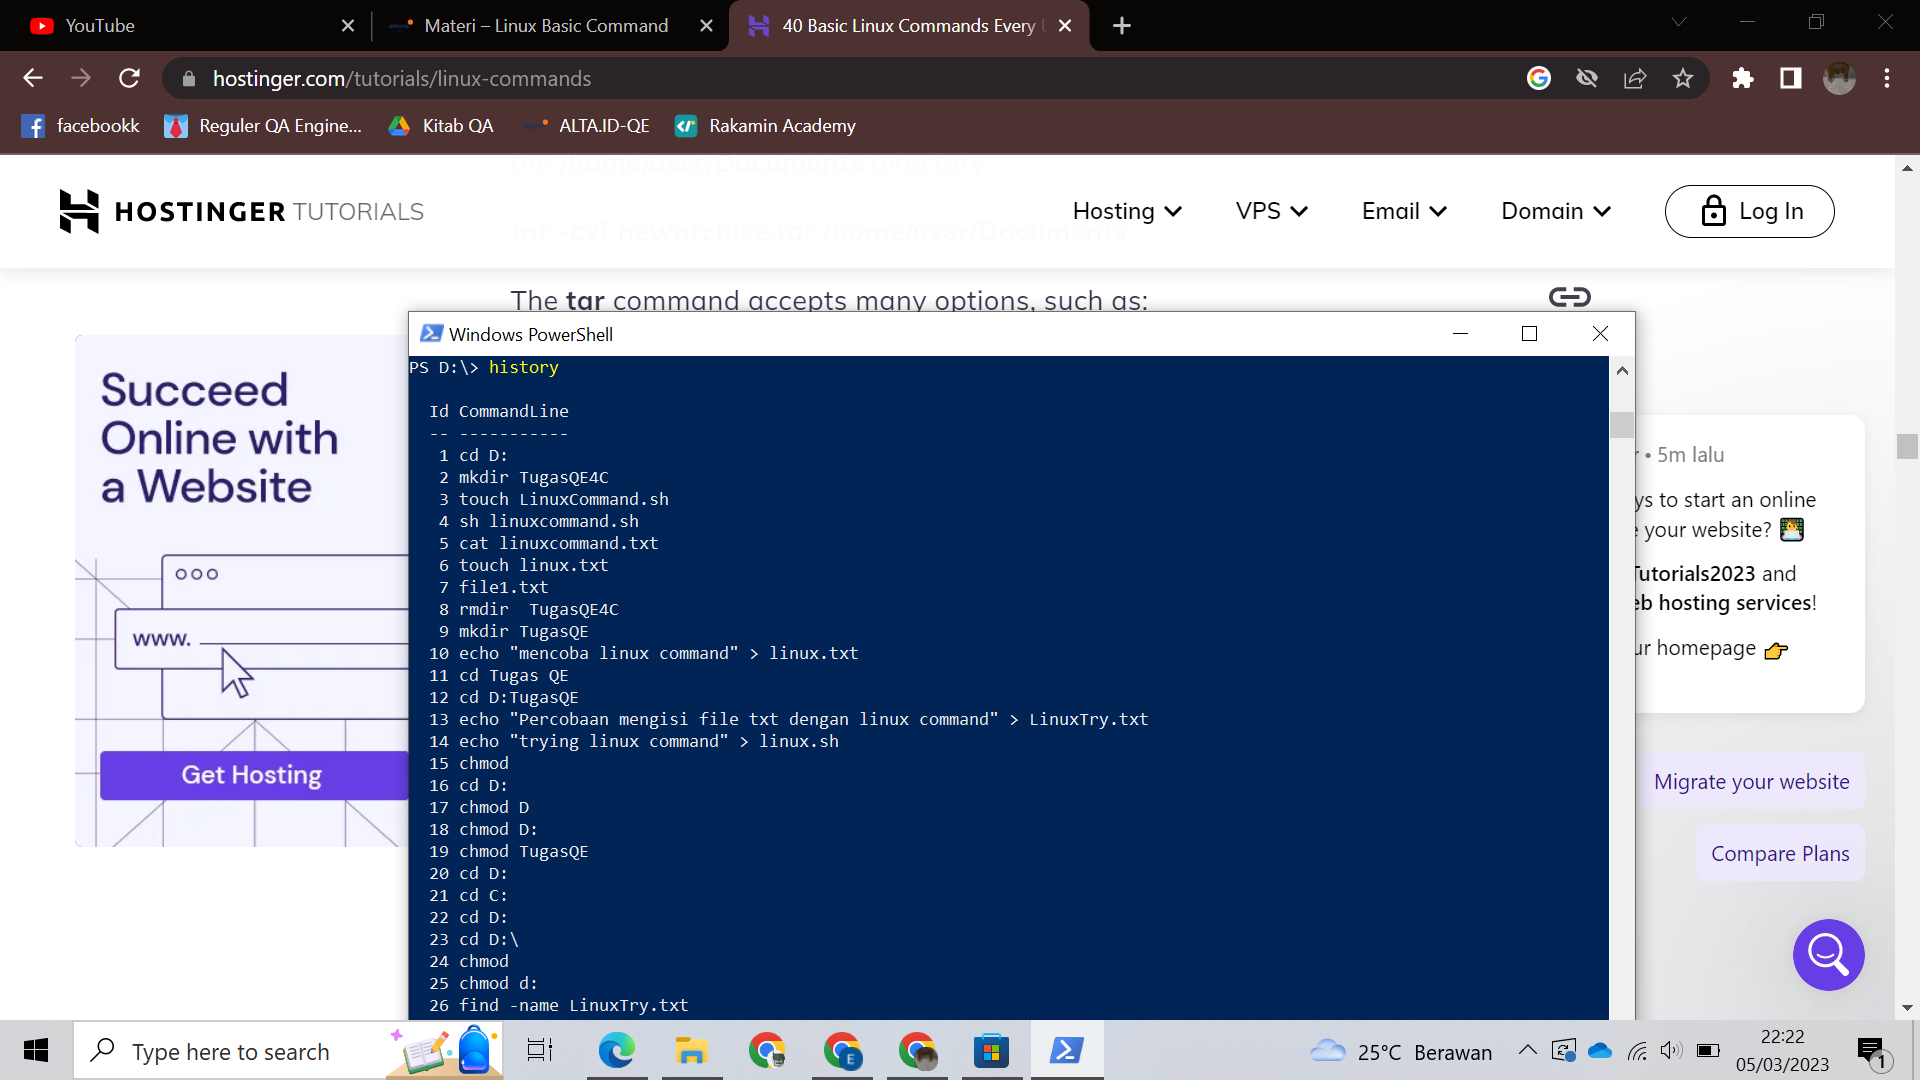 YouTube
Materi – Linux Basic Command
40 Basic Linux Commands Every
hostinger.com/tutorials/linux-commands
facebookk
Reguler QA Engine...
Kitab QA
ALTA.ID-QE
Rakamin Academy
the /home/user/Documents directory.
HOSTINGER TUTORIALS
Hosting
VPS
Email
Domain
Log In
tar -cvf newarchive.tar /home/user/Documents
The tar command accepts many options, such as:
Succeed
Online with
a Website
www.
Get Hosting
Windows PowerShell
PS D:\> history
Id CommandLine
-- -----------
1 cd D:
2 mkdir TugasQE4C
3 touch LinuxCommand.sh
4 sh linuxcommand.sh
5 cat linuxcommand.txt
6 touch linux.txt
7 file1.txt
8 rmdir  TugasQE4C
9 mkdir TugasQE
10 echo "mencoba linux command" > linux.txt
11 cd Tugas QE
12 cd D:TugasQE
13 echo "Percobaan mengisi file txt dengan linux command" > LinuxTry.txt
14 echo "trying linux command" > linux.sh
15 chmod
16 cd D:
17 chmod D
18 chmod D:
19 chmod TugasQE
20 cd D:
21 cd C:
22 cd D:
23 cd D:\
24 chmod
25 chmod d:
26 find -name LinuxTry.txt
• 5m lalu
to start an online
your website?
Tutorials2023 and
hosting services!
homepage
Migrate your website
Compare Plans
Type here to search
E
25°C Berawan
22:22
05/03/2023
1